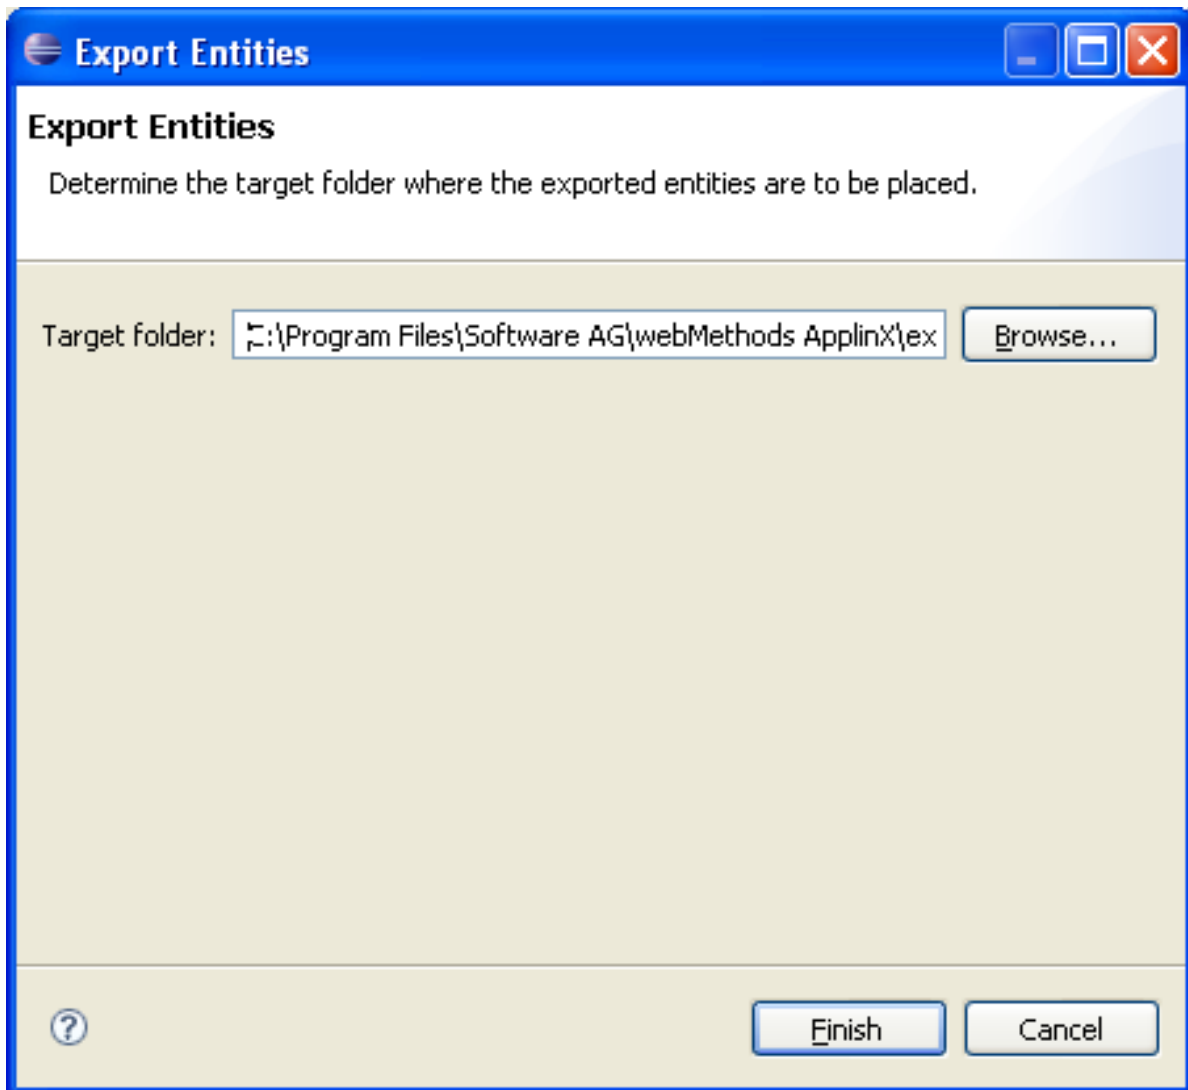 Export Entities
Export Entities
Determine the target folder where the exported entities are to be placed.
Target folder: C:\Program Files\Software AG\webMethods ApplinX\ex Browse...
? Finish Cancel